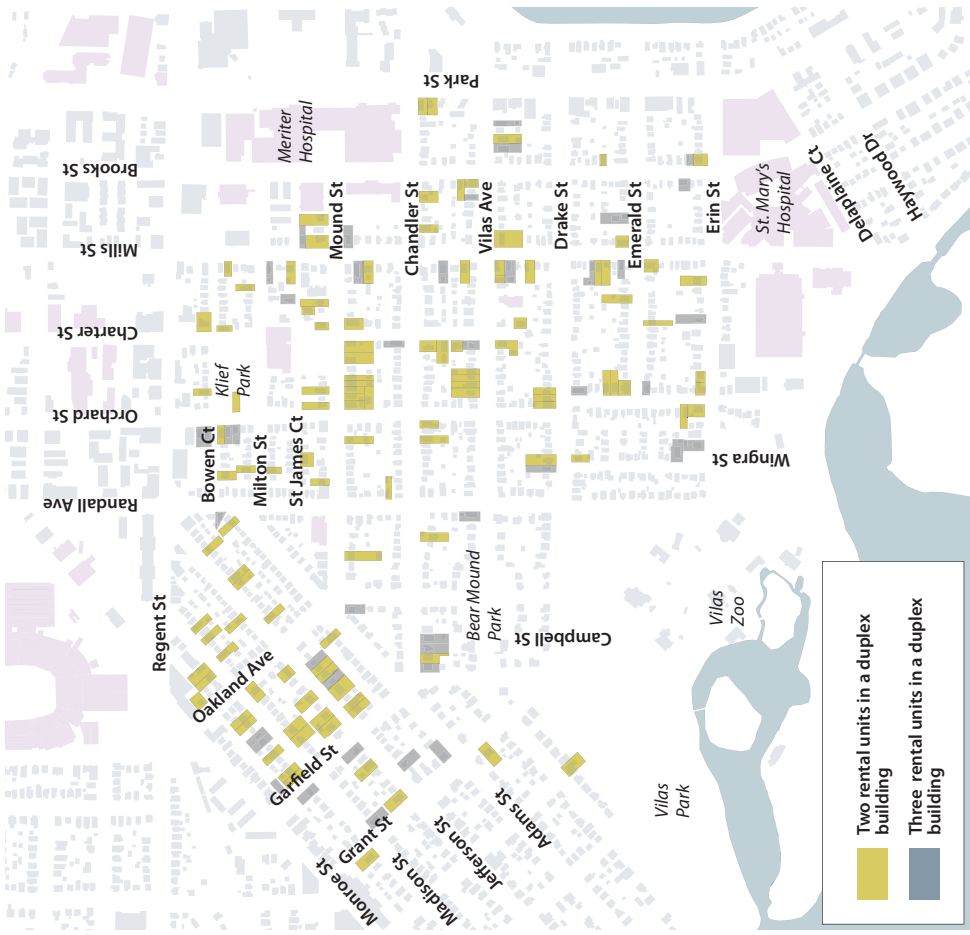 Park St
Meriter
Hospital
Brooks St
Haywood Dr
Delaplaine Ct
St. Mary's
Hospital
Mound St
Chandler St
Vilas Ave
Drake St
Emerald St
Erin St
Mills St
Charter St
Klief
Park
Orchard St
Bowen Ct
Milton St
St James Ct
Wingra St
Randall Ave
Regent St
Bear Mound
Park
Campbell St
Vilas
Zoo
Oakland Ave
Garfield St
Grant St
Monroe St
Madison St
Jefferson St
Adams St
Vilas
Park
Two rental units in a duplex
building
Three rental units in a duplex
building